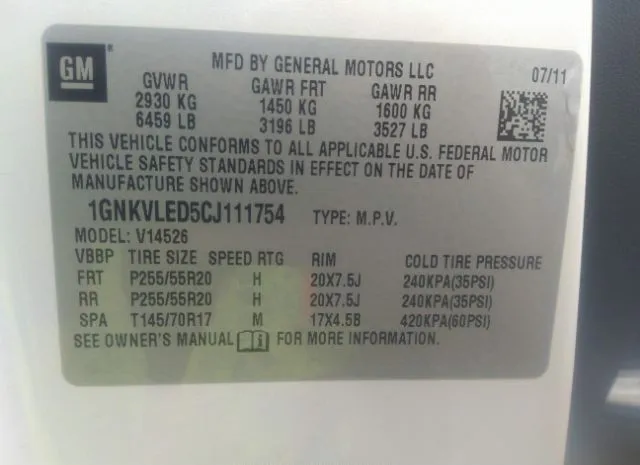 GM®
MFD BY GENERAL MOTORS LLC 07/11
GVWR GAWR FRT GAWR RR
2930 KG 1450 KG 1600 KG
6459 LB 3196 LB 3527 LB
THIS VEHICLE CONFORMS TO ALL APPLICABLE U.S. FEDERAL MOTOR
VEHICLE SAFETY STANDARDS IN EFFECT ON THE DATE OF
MANUFACTURE SHOWN ABOVE.
1GNKVLED5CJ111754 TYPE: M.P.V.
MODEL: V14526
VBBP TIRE SIZE SPEED RTG RIM COLD TIRE PRESSURE
FRT P255/55R20 H 20X7.5J 240KPA(35PSI)
RR P255/55R20 H 20X7.5J 240KPA(35PSI)
SPA T145/70R17 M 17X4.5B 420KPA(60PSI)
SEE OWNER'S MANUAL FOR MORE INFORMATION.